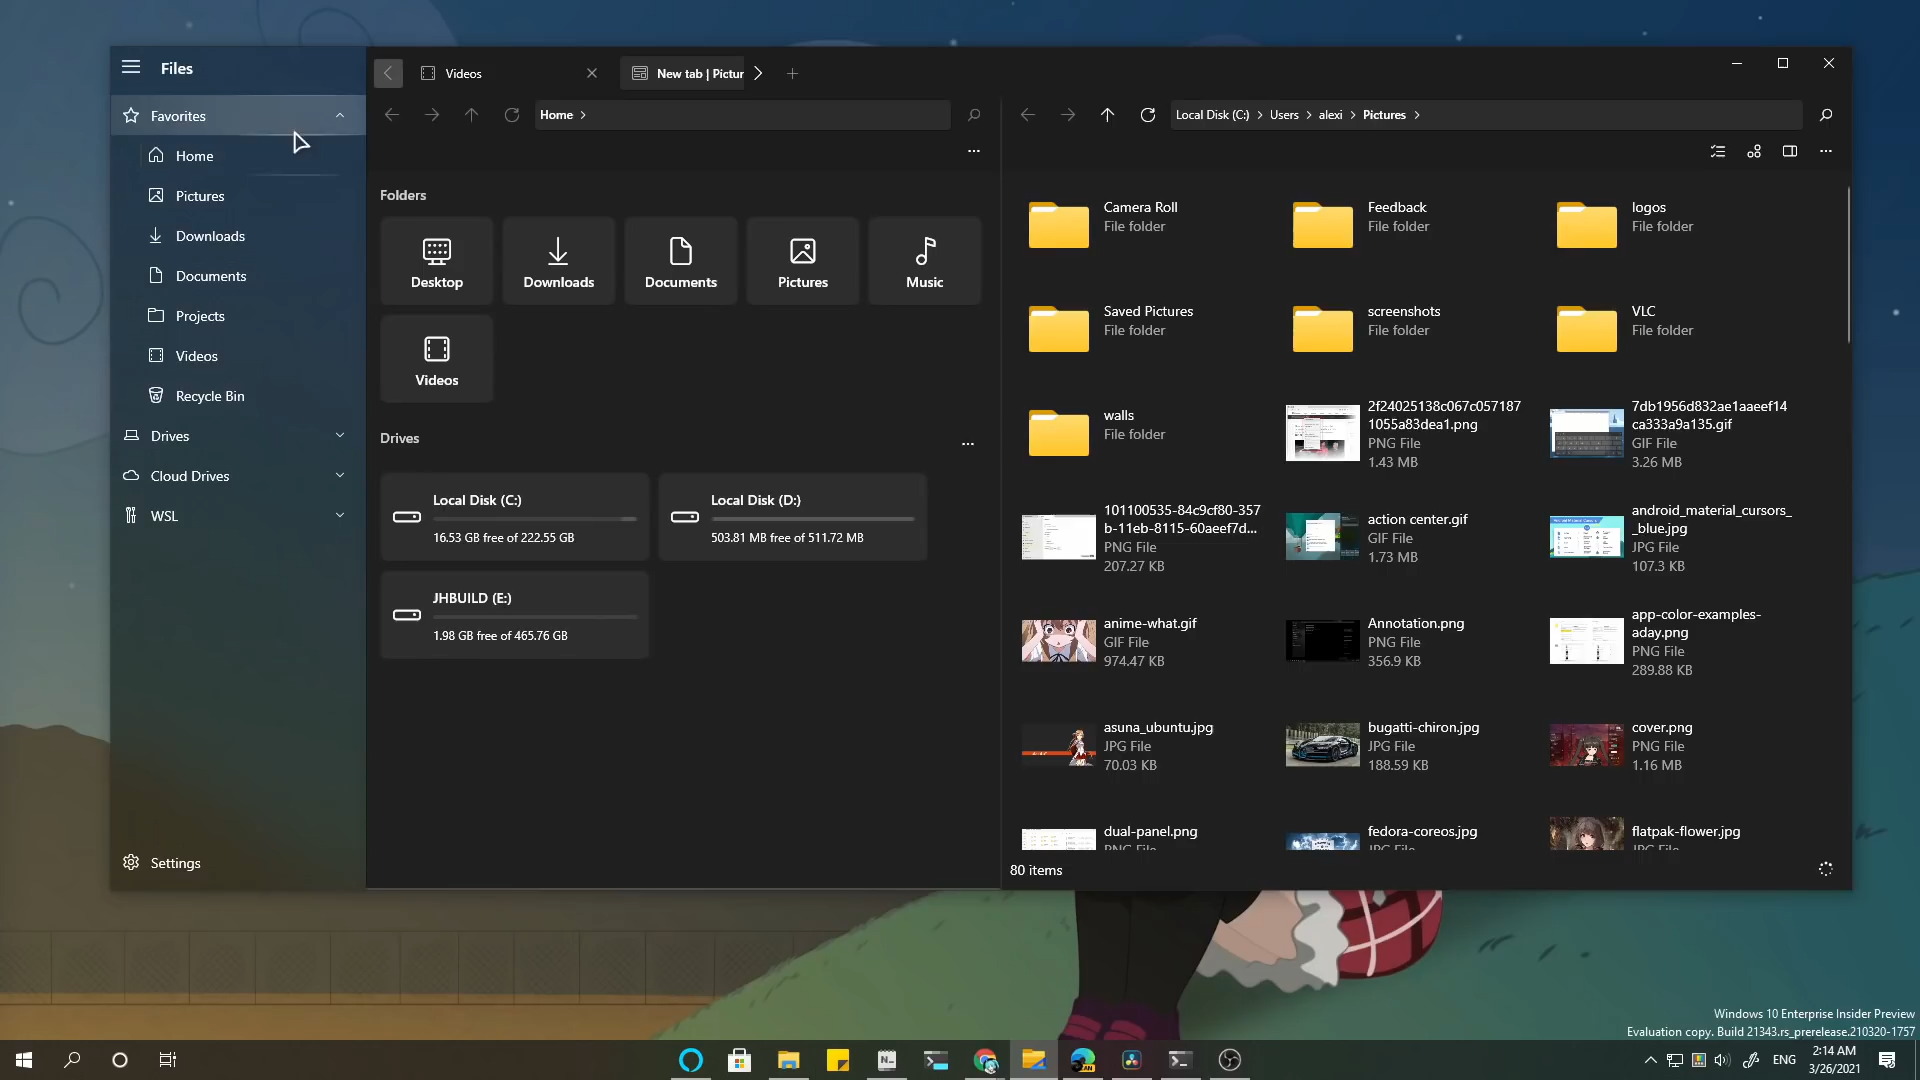 Files
Favorites
Home
Pictures
Downloads
Documents
Projects
Videos
Recycle Bin
Drives
Cloud Drives
WSL
Settings
Videos
New tab | Pictur
Home
Folders
Desktop
Downloads
Documents
Pictures
Music
Videos
Drives
Local Disk (C:)
16.53 GB free of 222.55 GB
Local Disk (D:)
503.81 MB free of 511.72 MB
JHBUILD (E:)
1.98 GB free of 465.76 GB
Local Disk (C:) Users alexi Pictures
Camera Roll
File folder
Feedback
File folder
logos
File folder
Saved Pictures
File folder
screenshots
File folder
VLC
File folder
walls
File folder
2f24025138c067c057187
1055a83dea1.png
PNG File
1.43 MB
7db1956d832ae1aaeef14
ca333a9a135.gif
GIF File
3.26 MB
101100535-84c9cf80-357
b-11eb-8115-60aeef7d...
PNG File
207.27 KB
action center.gif
GIF File
1.73 MB
android_material_cursors_
_blue.jpg
JPG File
107.3 KB
anime-what.gif
GIF File
974.47 KB
Annotation.png
PNG File
356.9 KB
app-color-examples-
aday.png
PNG File
289.88 KB
asuna_ubuntu.jpg
JPG File
70.03 KB
bugatti-chiron.jpg
JPG File
188.59 KB
cover.png
PNG File
1.16 MB
dual-panel.png
PNG File
fedora-coreos.jpg
JPG File
flatpak-flower.jpg
JPG File
80 items
Windows 10 Enterprise Insider Preview
Evaluation copy. Build 21343.rs_prerelease.210320-1757
ENG
2:14 AM
3/26/2021